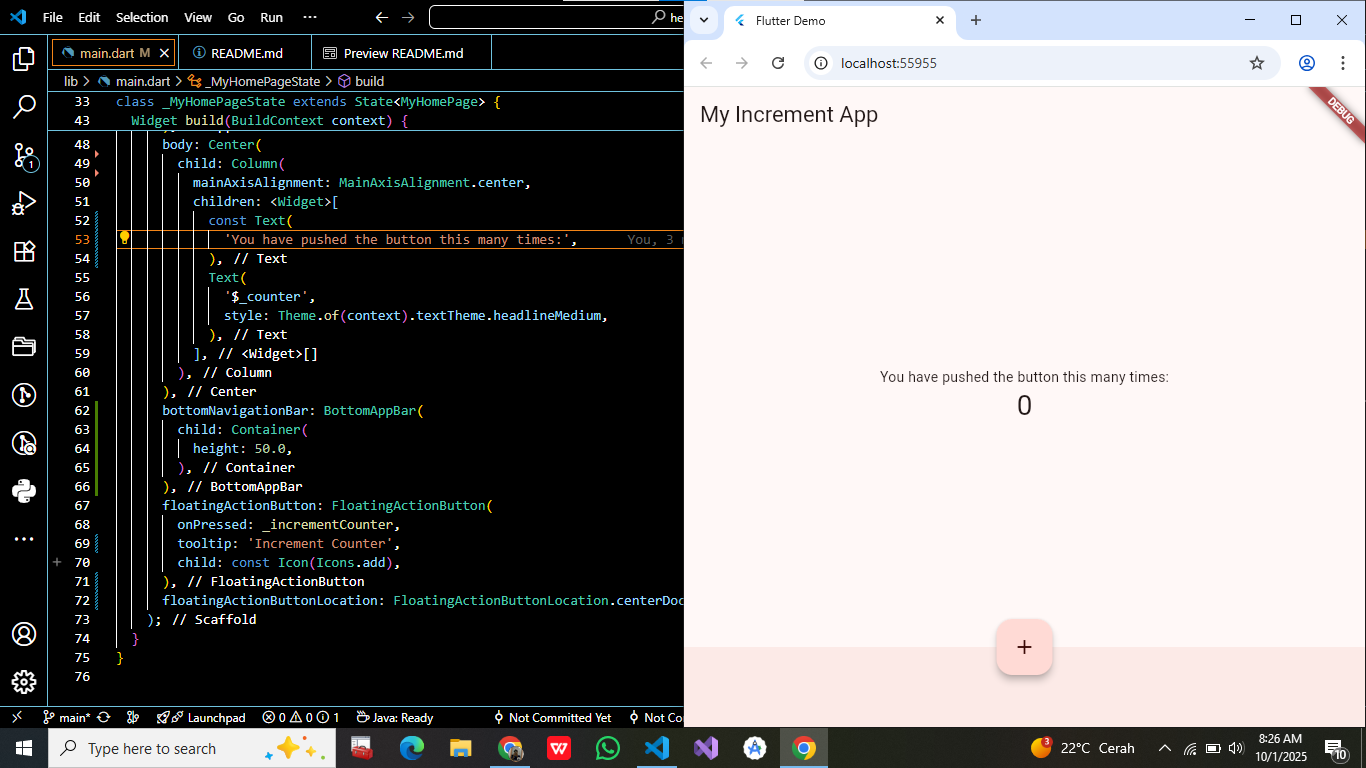 File Edit Selection View Go Run ···
he
main.dart M
README.md
Preview README.md
lib > main.dart > _MyHomePageState > build
33 class _MyHomePageState extends State<MyHomePage> {
43 Widget build(BuildContext context) {
48 body: Center(
49 child: Column(
50 mainAxisAlignment: MainAxisAlignment.center,
51 children: <Widget>[
52 const Text(
53 'You have pushed the button this many times:', You, 3
54 ), // Text
55 Text(
56 '$_counter',
57 style: Theme.of(context).textTheme.headlineMedium,
58 ), // Text
59 ], // <Widget>[]
60 ), // Column
61 ), // Center
62 bottomNavigationBar: BottomAppBar(
63 child: Container(
64 height: 50.0,
65 ), // Container
66 ), // BottomAppBar
67 floatingActionButton: FloatingActionButton(
68 onPressed: _incrementCounter,
69 tooltip: 'Increment Counter',
70 child: const Icon(Icons.add),
71 ), // FloatingActionButton
72 floatingActionButtonLocation: FloatingActionButtonLocation.centerDoc
73 ); // Scaffold
74 }
75 }
76
1
main* Launchpad 0 0 1 Java: Ready Not Committed Yet Not Co
Flutter Demo
localhost:55955
My Increment App
DEBUG
You have pushed the button this many times:
0
+
Type here to search
3
22°C Cerah
8:26 AM
10/1/2025
10